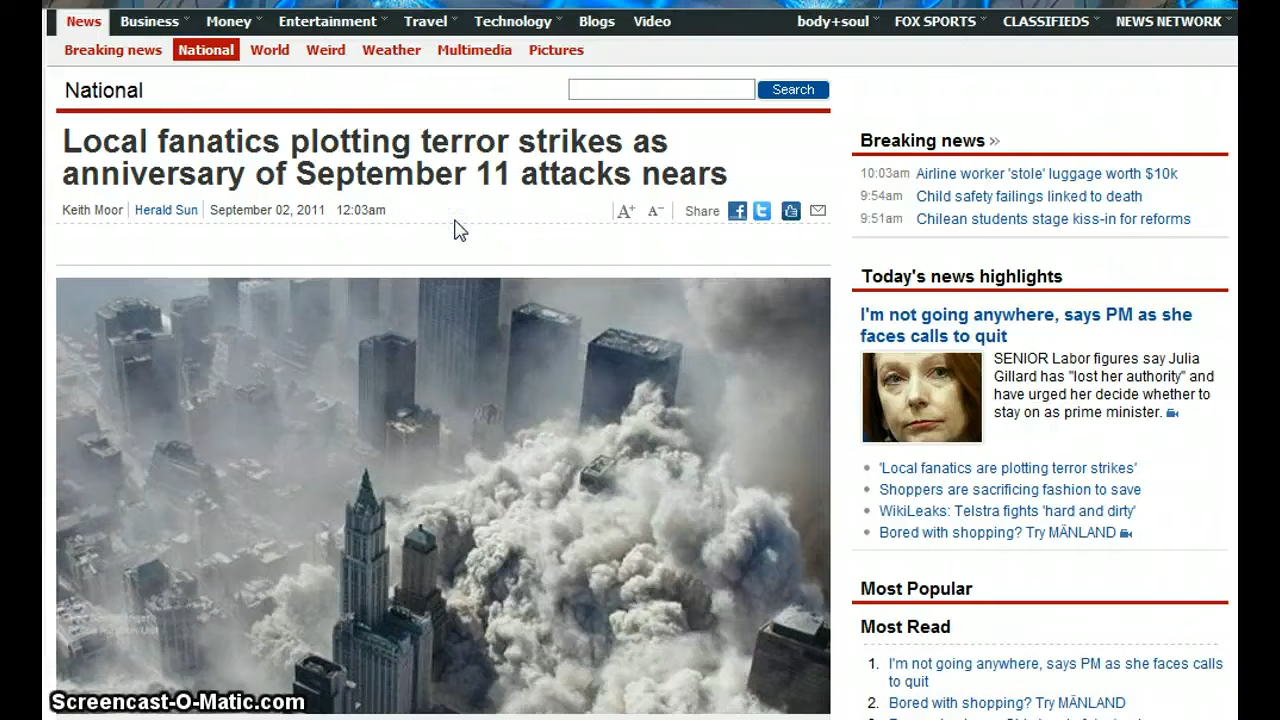 News Business Money Entertainment Travel Technology Blogs Video body+soul FOX SPORTS CLASSIFIEDS NEWS NETWORK
Breaking news National World Weird Weather Multimedia Pictures
National
Search
Local fanatics plotting terror strikes as
anniversary of September 11 attacks nears
Keith Moor Herald Sun September 02, 2011 12:03am
A+ A- Share
Breaking news »
10:03am Airline worker 'stole' luggage worth $10k
9:54am Child safety failings linked to death
9:51am Chilean students stage kiss-in for reforms
Today's news highlights
I'm not going anywhere, says PM as she
faces calls to quit
SENIOR Labor figures say Julia
Gillard has "lost her authority" and
have urged her decide whether to
stay on as prime minister.
'Local fanatics are plotting terror strikes'
Shoppers are sacrificing fashion to save
WikiLeaks: Telstra fights 'hard and dirty'
Bored with shopping? Try MÄNLAND
Most Popular
Most Read
1. I'm not going anywhere, says PM as she faces calls
to quit
2. Bored with shopping? Try MÄNLAND
Screencast-O-Matic.com